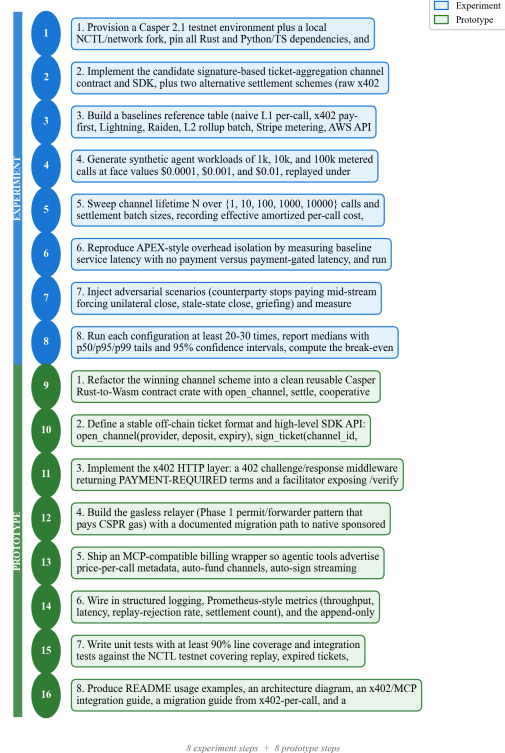 Experiment
Prototype
EXPERIMENT
1
1. Provision a Casper 2.1 testnet environment plus a local
NCTL/network fork, pin all Rust and Python/TS dependencies, and
2
2. Implement the candidate signature-based ticket-aggregation channel
contract and SDK, plus two alternative settlement schemes (raw x402
3
3. Build a baselines reference table (naive L1 per-call, x402 pay-
first, Lightning, Raiden, L2 rollup batch, Stripe metering, AWS API
4
4. Generate synthetic agent workloads of 1k, 10k, and 100k metered
calls at face values $0.0001, $0.001, and $0.01, replayed under
5
5. Sweep channel lifetime N over {1, 10, 100, 1000, 10000} calls and
settlement batch sizes, recording effective amortized per-call cost,
6
6. Reproduce APEX-style overhead isolation by measuring baseline
service latency with no payment versus payment-gated latency, and run
7
7. Inject adversarial scenarios (counterparty stops paying mid-stream
forcing unilateral close, stale-state close, griefing) and measure
8
8. Run each configuration at least 20-30 times, report medians with
p50/p95/p99 tails and 95% confidence intervals, compute the break-even
PROTOTYPE
9
1. Refactor the winning channel scheme into a clean reusable Casper
Rust-to-Wasm contract crate with open_channel, settle, cooperative
10
2. Define a stable off-chain ticket format and high-level SDK API:
open_channel(provider, deposit, expiry), sign_ticket(channel_id,
11
3. Implement the x402 HTTP layer: a 402 challenge/response middleware
returning PAYMENT-REQUIRED terms and a facilitator exposing /verify
12
4. Build the gasless relayer (Phase 1 permit/forwarder pattern that
pays CSPR gas) with a documented migration path to native sponsored
13
5. Ship an MCP-compatible billing wrapper so agentic tools advertise
price-per-call metadata, auto-fund channels, auto-sign streaming
14
6. Wire in structured logging, Prometheus-style metrics (throughput,
latency, replay-rejection rate, settlement count), and the append-only
15
7. Write unit tests with at least 90% line coverage and integration
tests against the NCTL testnet covering replay, expired tickets,
16
8. Produce README usage examples, an architecture diagram, an x402/MCP
integration guide, a migration guide from x402-per-call, and a
8 experiment steps + 8 prototype steps